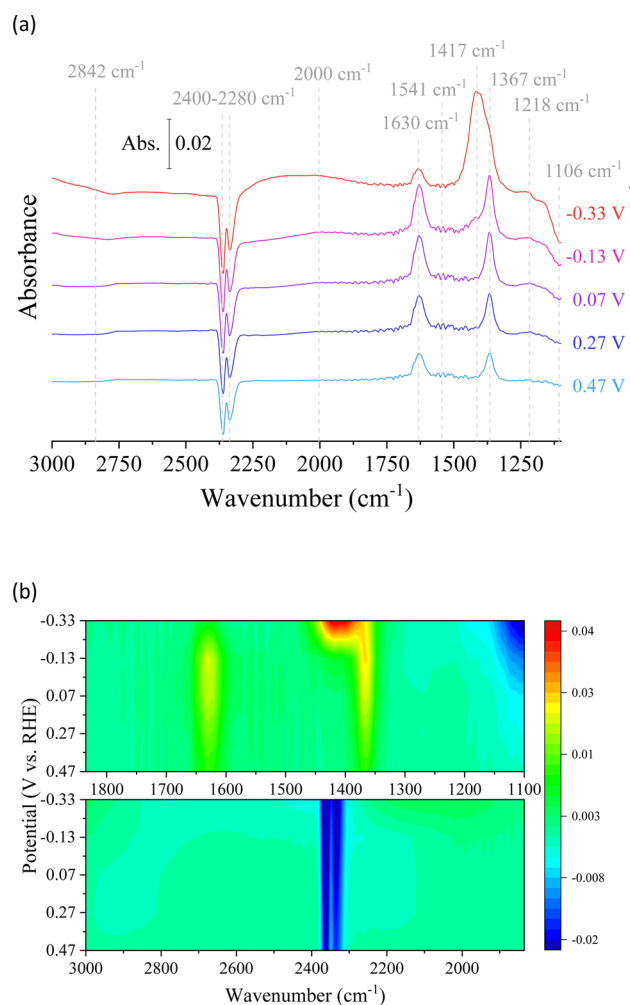 (a)
1417 cm-1
2842 cm-1
2000 cm-1
1541 cm-1
1367 cm-1
2400-2280 cm-1
1630 cm-1
1218 cm-1
Abs.
0.02
1106 cm-1
-0.33 V
-0.13 V
0.07 V
0.27 V
0.47 V
Absorbance
3000 2750 2500 2250 2000 1750 1500 1250
Wavenumber (cm-1)
(b)
-0.33
-0.13
0.07
0.27
0.47
1800 1700 1600 1500 1400 1300 1200 1100
-0.33
-0.13
0.07
0.27
0.47
3000 2800 2600 2400 2200 2000
Potential (V vs. RHE)
Wavenumber (cm-1)
0.04
0.03
0.01
0.003
-0.008
-0.02